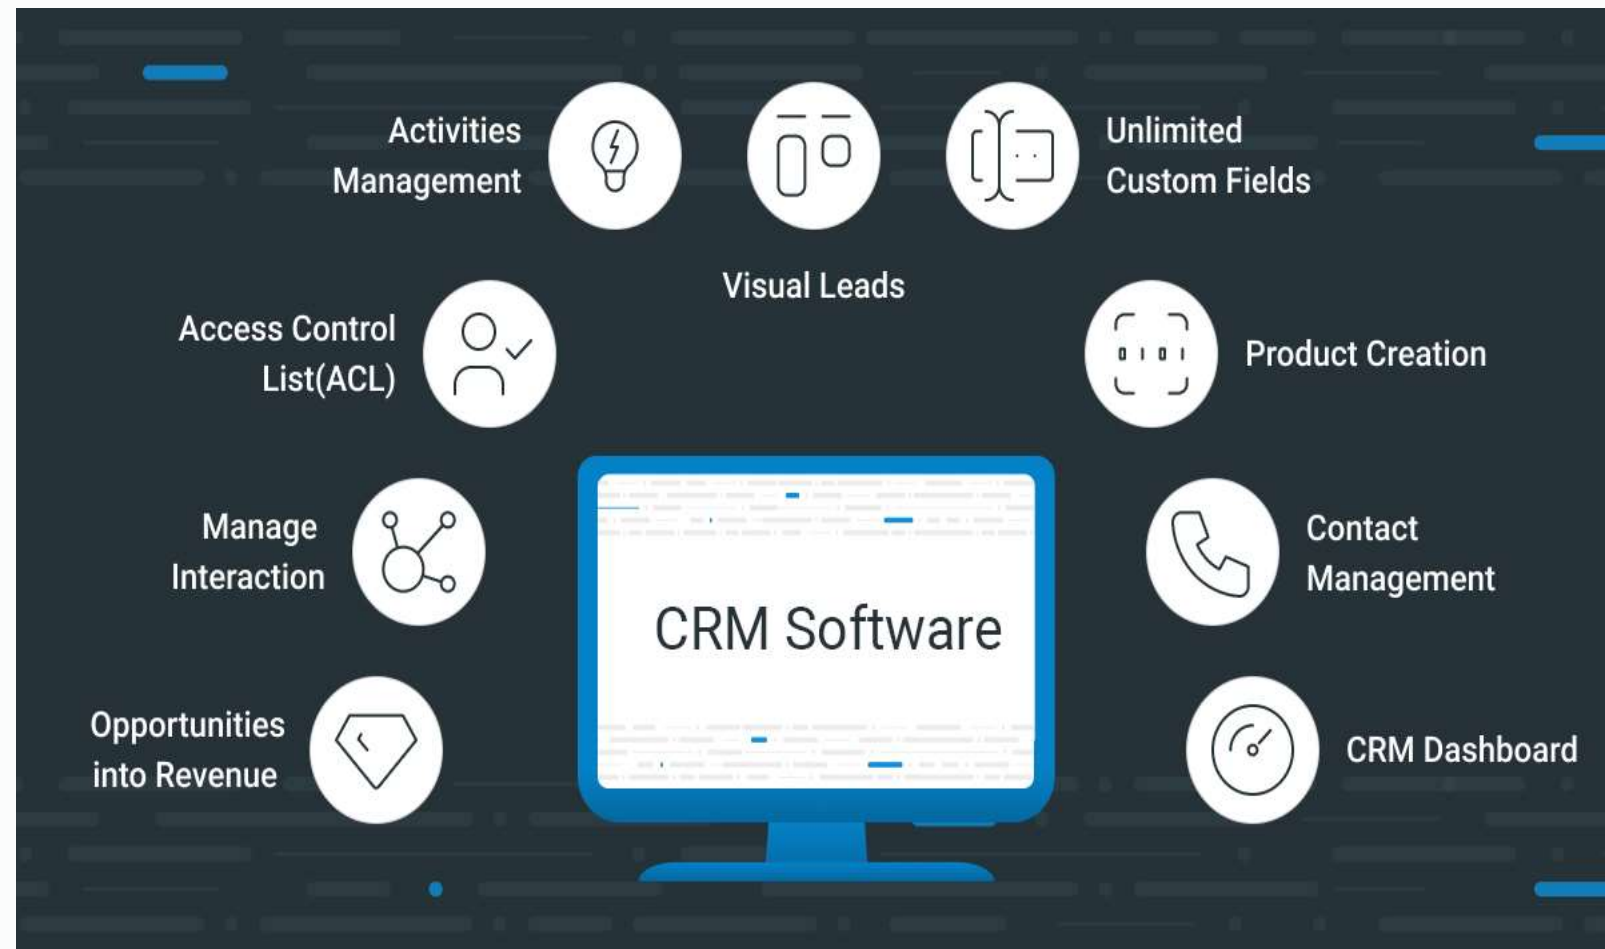 Activities
Management
Unlimited
Custom Fields
Visual Leads
Access Control
List(ACL)
Product Creation
Manage
Interaction
Contact
Management
CRM Software
Opportunities
into Revenue
CRM Dashboard